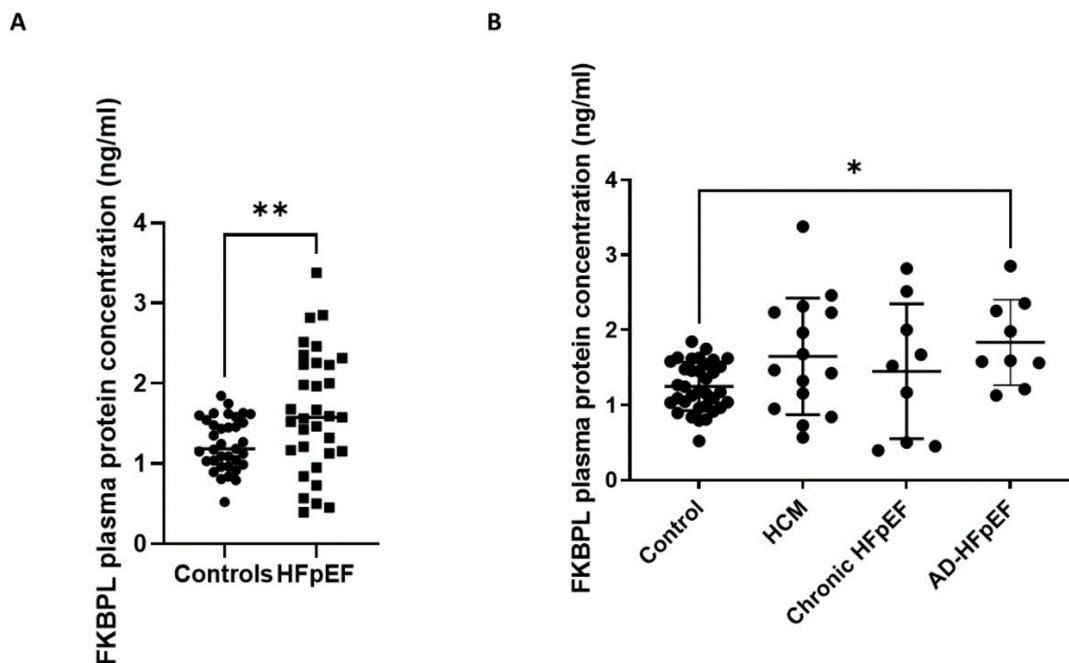 A
FKBPL plasma protein concentration (ng/ml)
**
4
3
2
1
0
Controls HFpEF
B
FKBPL plasma protein concentration (ng/ml)
*
4
3
2
1
0
Control
HCM
Chronic HFpEF
AD-HFpEF